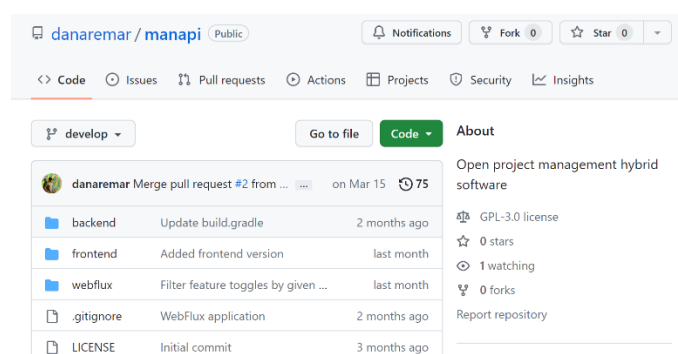 danaremar / manapi Public
Notifications
Fork 0
Star 0
Code
Issues
Pull requests
Actions
Projects
Security
Insights
develop
Go to file
Code
danaremar Merge pull request #2 from ... ... on Mar 15 75
backend Update build.gradle 2 months ago
frontend Added frontend version last month
webflux Filter feature toggles by given ... last month
.gitignore WebFlux application 2 months ago
LICENSE Initial commit 3 months ago
About
Open project management hybrid
software
GPL-3.0 license
0 stars
1 watching
0 forks
Report repository